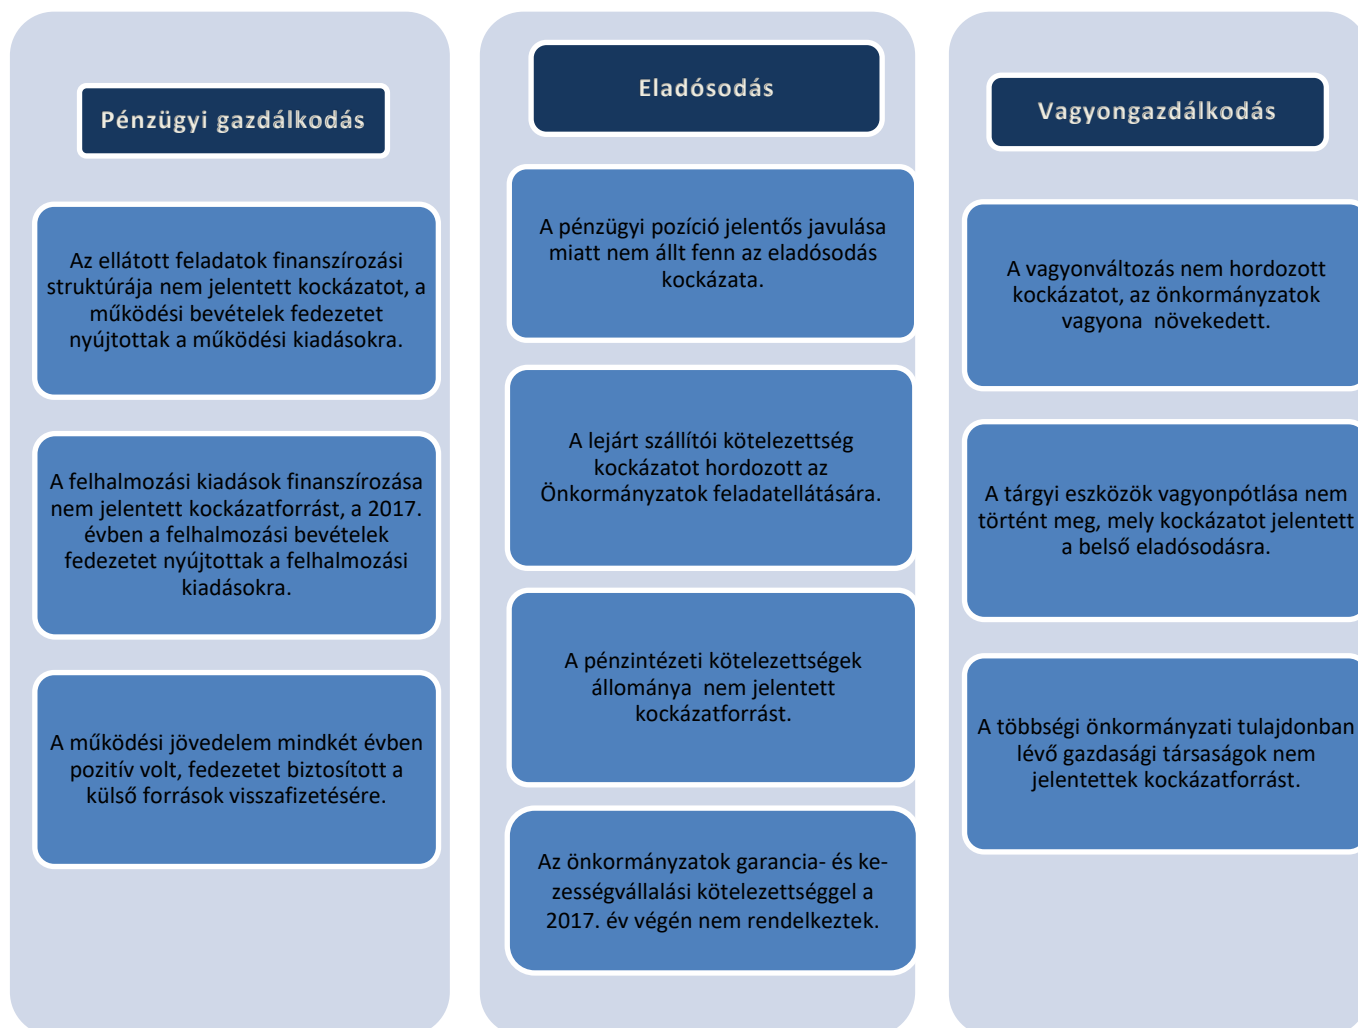 Pénzügyi gazdálkodás
Az ellátott feladatok finanszírozási
struktúrája nem jelentett kockázatot, a
működési bevételek fedezetet
nyújtottak a működési kiadásokra.
A felhalmozási kiadások finanszírozása
nem jelentett kockázatforrást, a 2017.
évben a felhalmozási bevételek
fedezetet nyújtottak a felhalmozási
kiadásokra.
A működési jövedelem mindkét évben
pozitív volt, fedezetet biztosított a
külső források visszafizetésére.
Eladósodás
A pénzügyi pozíció jelentős javulása
miatt nem állt fenn az eladósodás
kockázata.
A lejárt szállítói kötelezettség
kockázatot hordozott az
Önkormányzatok feladatellátására.
A pénzintézeti kötelezettségek
állománya nem jelentett
kockázatforrást.
Az önkormányzatok garancia- és ke-
zességvállalási kötelezettséggel a
2017. év végén nem rendelkeztek.
Vagyongazdálkodás
A vagyonváltozás nem hordozott
kockázatot, az önkormányzatok
vagyona növekedett.
A tárgyi eszközök vagyonpótlása nem
történt meg, mely kockázatot jelentett
a belső eladósodásra.
A többségi önkormányzati tulajdonban
lévő gazdasági társaságok nem
jelentettek kockázatforrást.